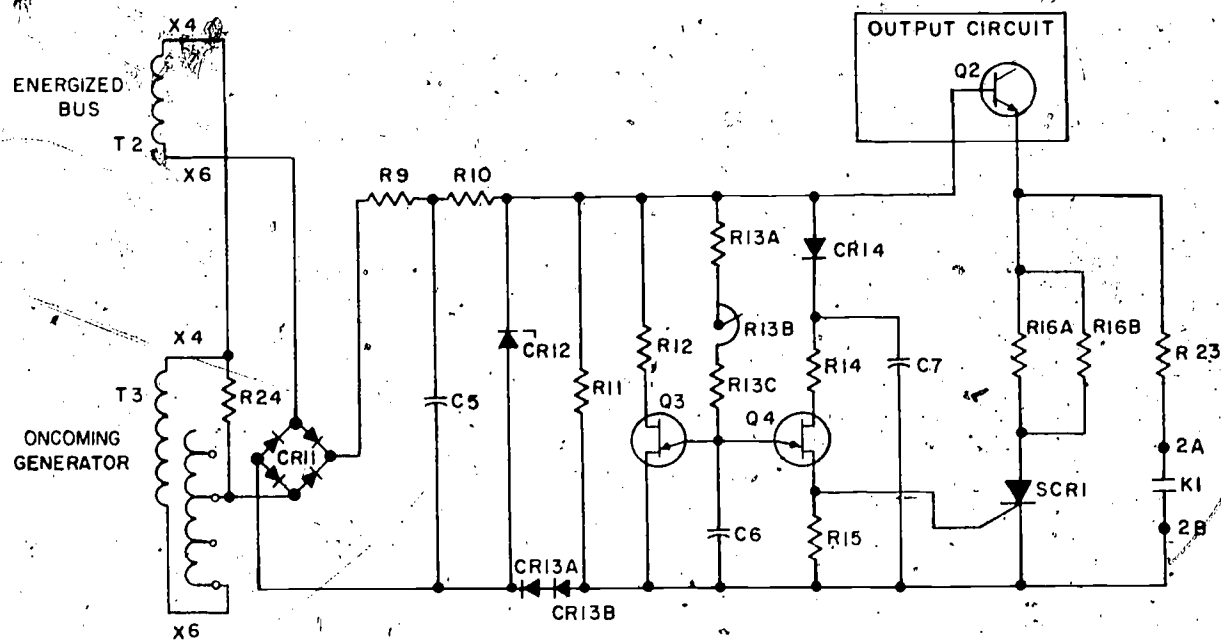 X4
ENERGIZED
BUS
T2
X6
X4
T3
R24
ONCOMING
GENERATOR
X6
CR11
R9
R10
C5
CR12
R11
CR13A
CR13B
R12
Q3
R13A
R13B
R13C
C6
CR14
R14
Q4
R15
C7
OUTPUT CIRCUIT
Q2
R16A
R16B
R23
SCR1
2A
K1
2B